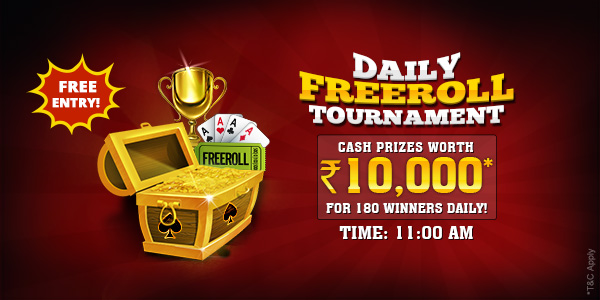 FREE
ENTRY!
A A A A
FREEROLL
DAILY
FREEROLL
TOURNAMENT
CASH PRIZES WORTH
₹10,000*
FOR 180 WINNERS DAILY!
TIME: 11:00 AM
*T&C Apply